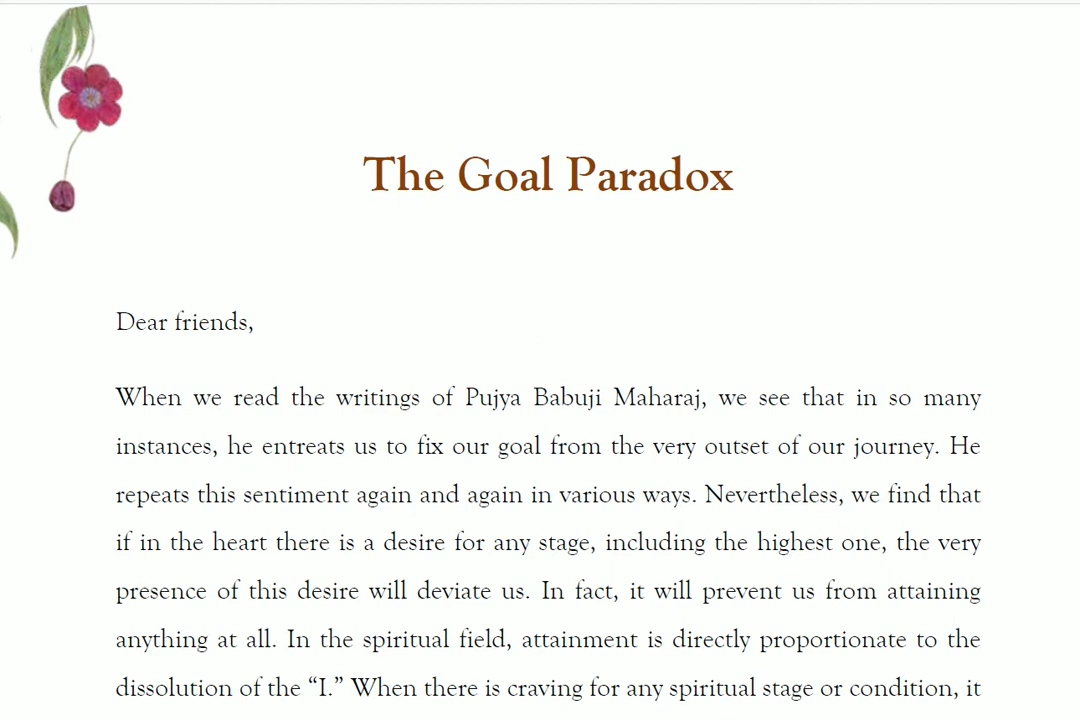 The Goal Paradox
Dear friends,
When we read the writings of Pujya Babuji Maharaj, we see that in so many
instances, he entreats us to fix our goal from the very outset of our journey. He
repeats this sentiment again and again in various ways. Nevertheless, we find that
if in the heart there is a desire for any stage, including the highest one, the very
presence of this desire will deviate us. In fact, it will prevent us from attaining
anything at all. In the spiritual field, attainment is directly proportionate to the
dissolution of the “I.” When there is craving for any spiritual stage or condition, it